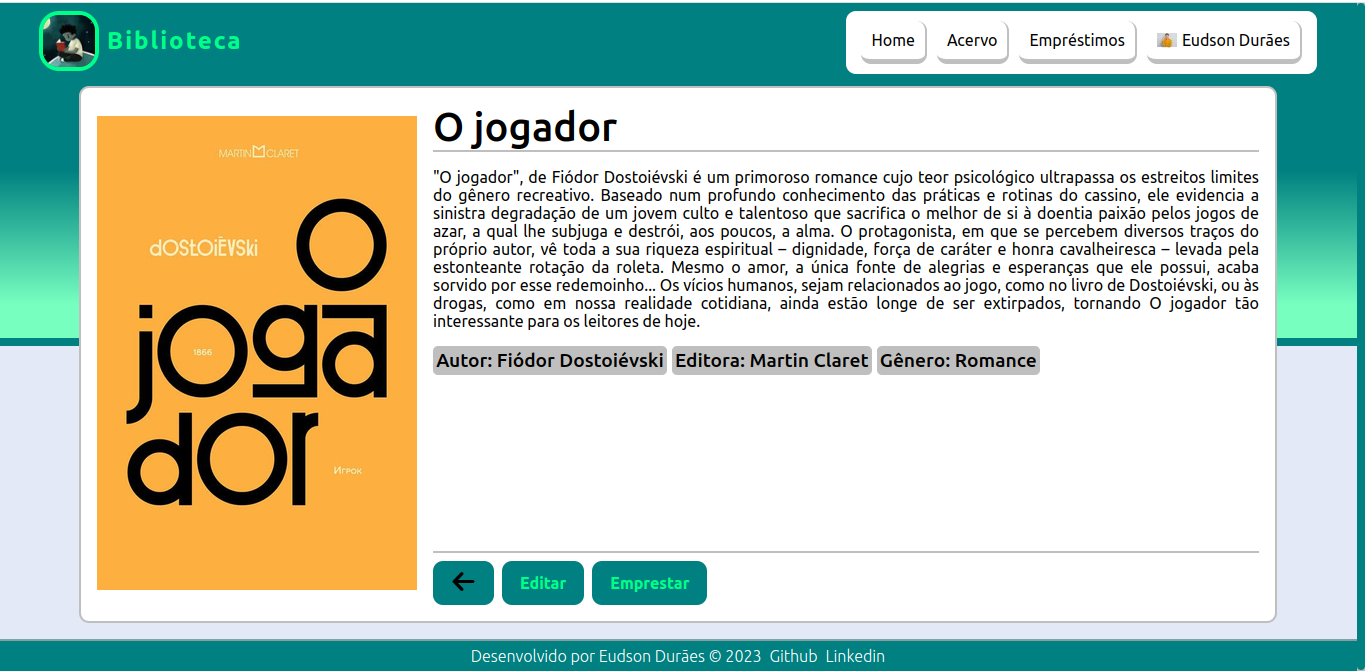 Biblioteca
Home Acervo Empréstimos Eudson Durães
MARTIN CLARET
dOStOiĒVSki
O
joga
dor
1866
Игрок
O jogador
"O jogador", de Fiódor Dostoiévski é um primoroso romance cujo teor psicológico ultrapassa os estreitos limites
do gênero recreativo. Baseado num profundo conhecimento das práticas e rotinas do cassino, ele evidencia a
sinistra degradação de um jovem culto e talentoso que sacrifica o melhor de si à doentia paixão pelos jogos de
azar, a qual lhe subjuga e destrói, aos poucos, a alma. O protagonista, em que se percebem diversos traços do
próprio autor, vê toda a sua riqueza espiritual – dignidade, força de caráter e honra cavalheiresca – levada pela
estonteante rotação da roleta. Mesmo o amor, a única fonte de alegrias e esperanças que ele possui, acaba
sorvido por esse redemoinho... Os vícios humanos, sejam relacionados ao jogo, como no livro de Dostoiévski, ou às
drogas, como em nossa realidade cotidiana, ainda estão longe de ser extirpados, tornando O jogador tão
interessante para os leitores de hoje.
Autor: Fiódor Dostoiévski Editora: Martin Claret Gênero: Romance
Editar Emprestar
Desenvolvido por Eudson Durães © 2023 Github Linkedin